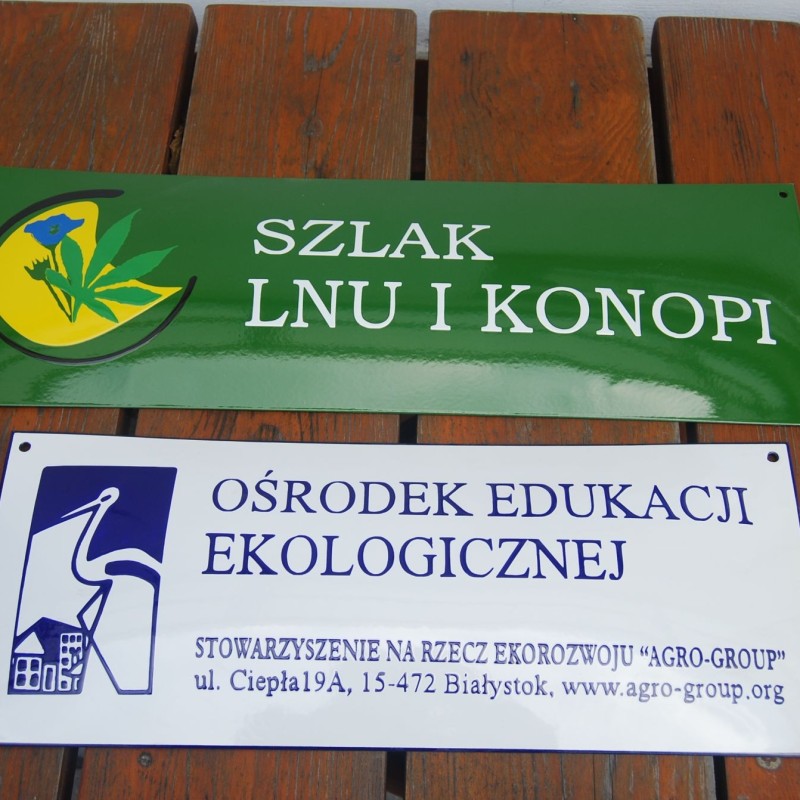 SZLAK
LNU I KONOPI
OŚRODEK EDUKACJI
EKOLOGICZNEJ
STOWARZYSZENIE NA RZECZ EKOROZWOJU "AGRO-GROUP"
ul. Ciepła19A, 15-472 Białystok, www.agro-group.org